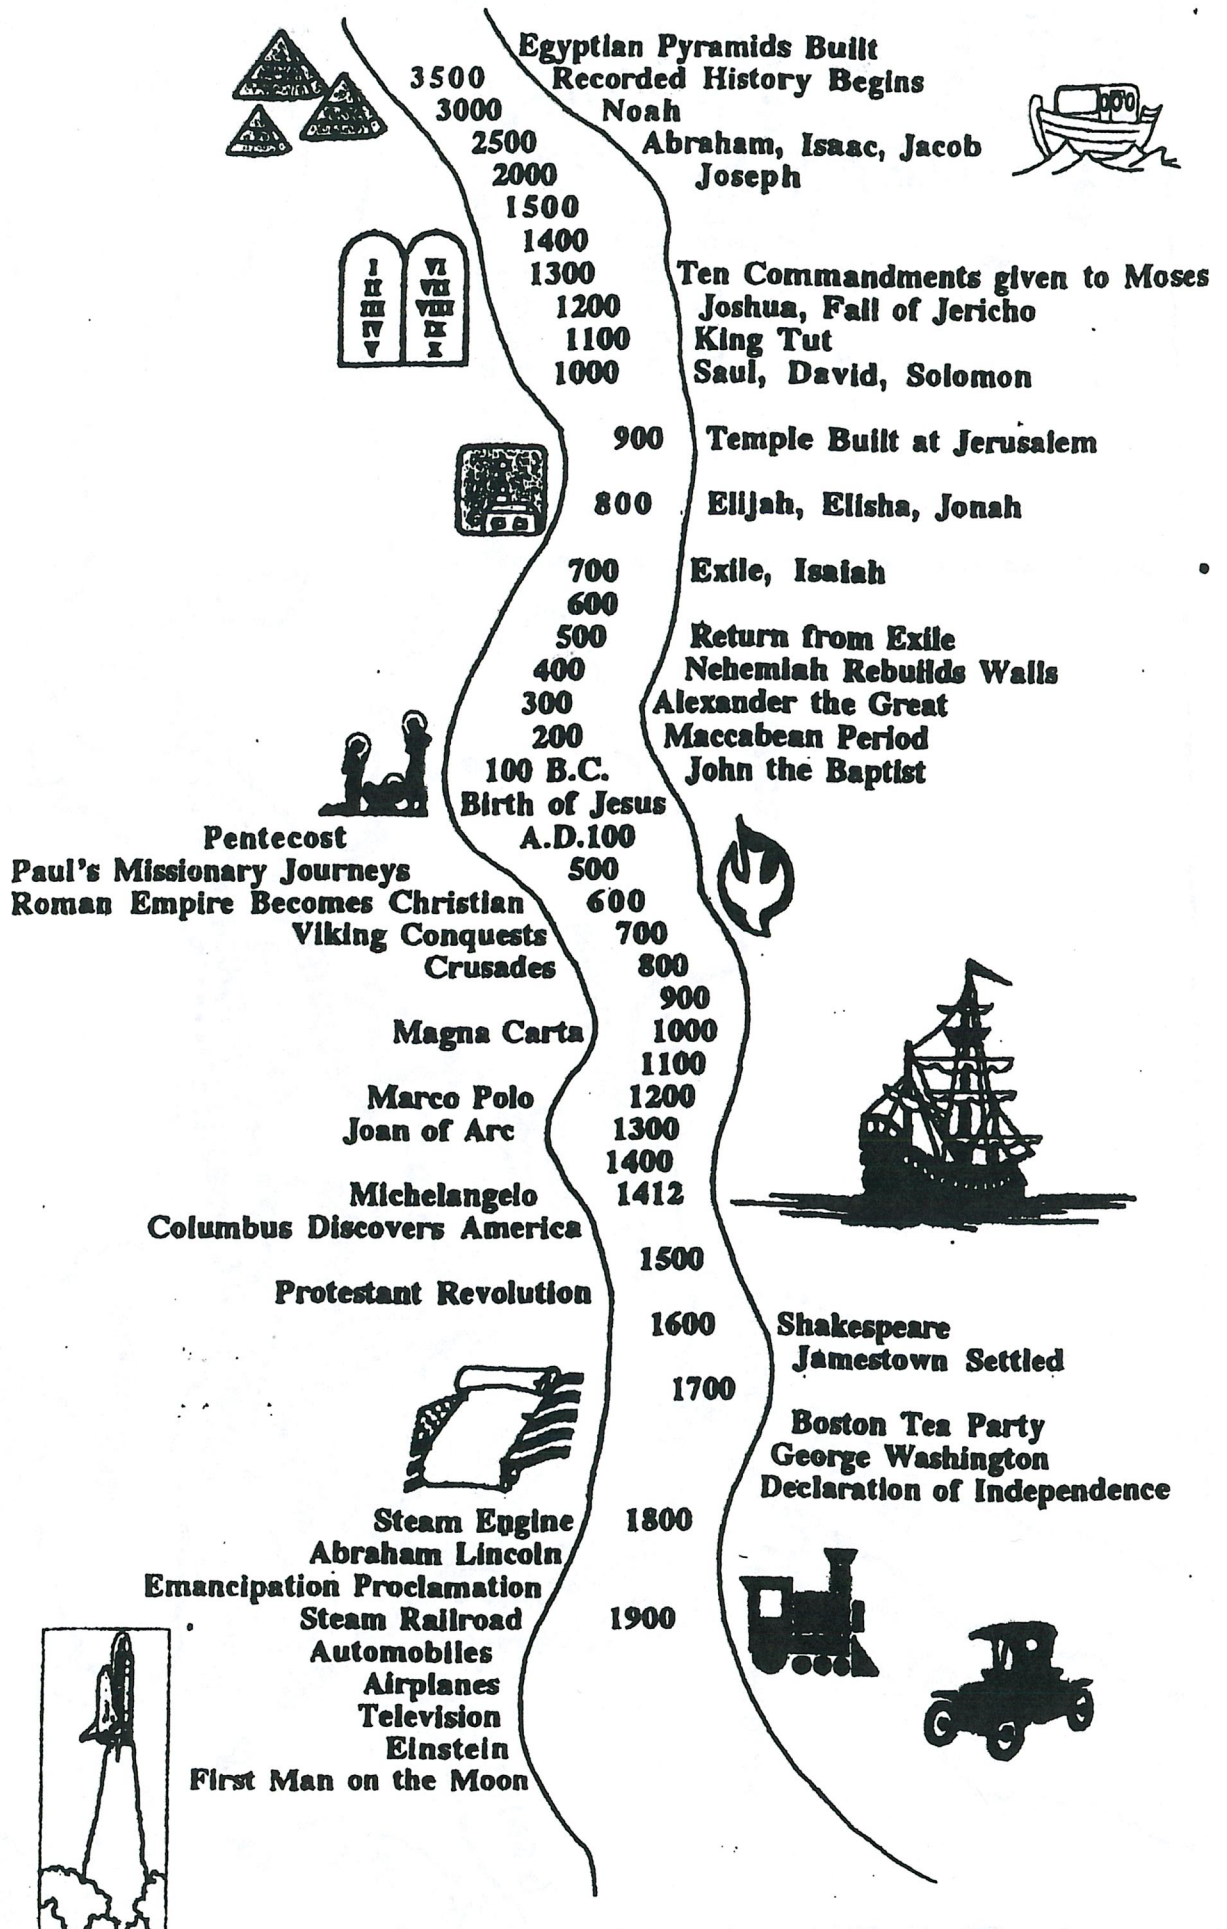 Egyptian Pyramids Built
3500 Recorded History Begins
3000 Noah
2500 Abraham, Isaac, Jacob
2000 Joseph
1500
1400
I VI
II VII
III VIII
IV IX
V X
1300 Ten Commandments given to Moses
1200 Joshua, Fall of Jericho
1100 King Tut
1000 Saul, David, Solomon
900 Temple Built at Jerusalem
800 Elijah, Elisha, Jonah
700 Exile, Isaiah
600
500 Return from Exile
400 Nehemiah Rebuilds Walls
300 Alexander the Great
200 Maccabean Period
100 B.C. John the Baptist
Birth of Jesus
Pentecost A.D.100
Paul's Missionary Journeys 500
Roman Empire Becomes Christian 600
Viking Conquests 700
Crusades 800
900
Magna Carta 1000
1100
Marco Polo 1200
Joan of Arc 1300
1400
Michelangelo 1412
Columbus Discovers America
1500
Protestant Revolution
1600 Shakespeare
Jamestown Settled
1700
Boston Tea Party
George Washington
Declaration of Independence
Steam Engine 1800
Abraham Lincoln
Emancipation Proclamation
Steam Railroad 1900
Automobiles
Airplanes
Television
Einstein
First Man on the Moon